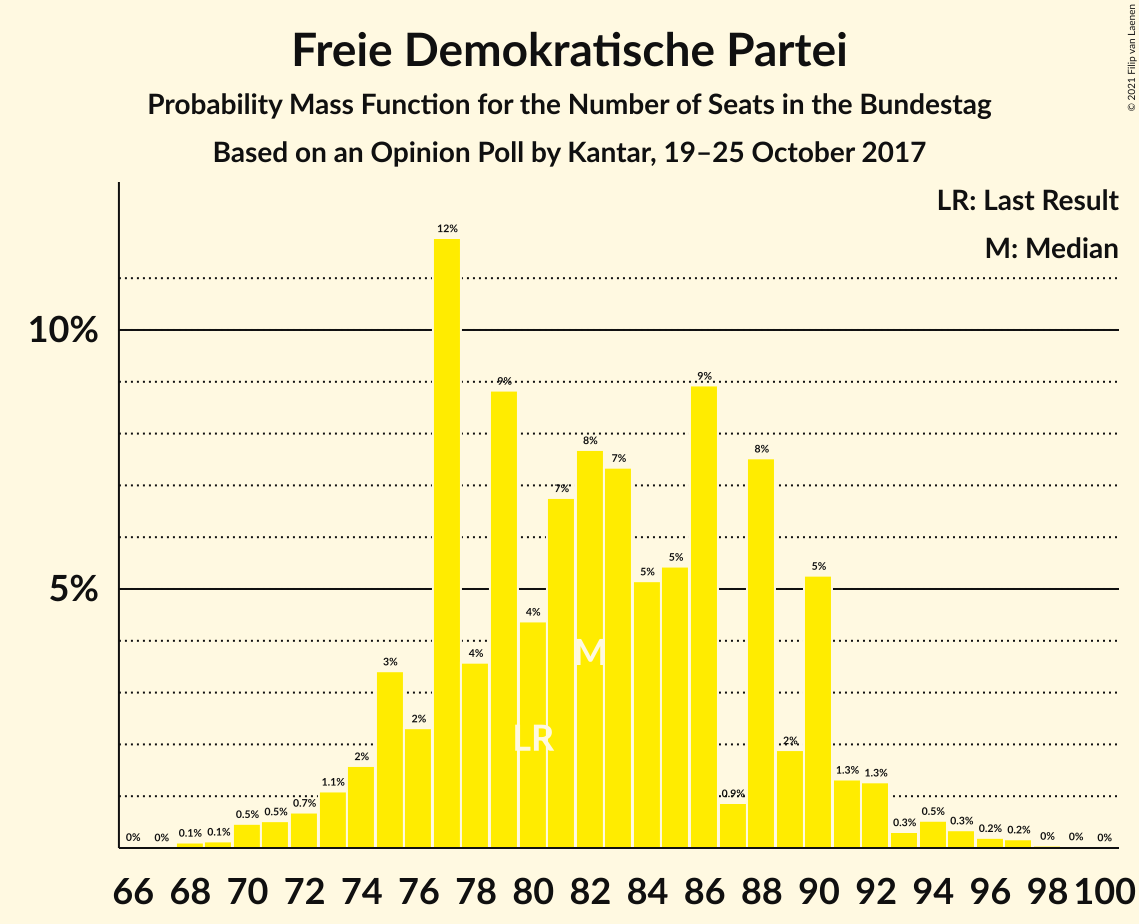 Freie Demokratische Partei
Probability Mass Function for the Number of Seats in the Bundestag
Based on an Opinion Poll by Kantar, 19–25 October 2017
© 2021 Filip van Laenen
LR: Last Result
M: Median
10%
5%
0% 0% 0.1% 0.1% 0.5% 0.5% 0.7% 1.1% 2% 3% 2% 12% 4% 9% 4% 7% 8% 7% 5% 5% 9% 0.9% 8% 2% 5% 1.3% 1.3% 0.3% 0.5% 0.3% 0.2% 0.2% 0% 0% 0%
M
LR
66 68 70 72 74 76 78 80 82 84 86 88 90 92 94 96 98 100